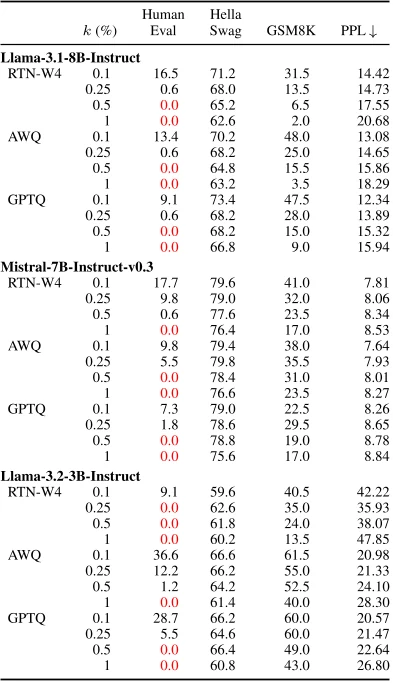 Human Hella
k (%) Eval Swag GSM8K PPL ↓
Llama-3.1-8B-Instruct
RTN-W4 0.1 16.5 71.2 31.5 14.42
0.25 0.6 68.0 13.5 14.73
0.5 0.0 65.2 6.5 17.55
1 0.0 62.6 2.0 20.68
AWQ 0.1 13.4 70.2 48.0 13.08
0.25 0.6 68.2 25.0 14.65
0.5 0.0 64.8 15.5 15.86
1 0.0 63.2 3.5 18.29
GPTQ 0.1 9.1 73.4 47.5 12.34
0.25 0.6 68.2 28.0 13.89
0.5 0.0 68.2 15.0 15.32
1 0.0 66.8 9.0 15.94
Mistral-7B-Instruct-v0.3
RTN-W4 0.1 17.7 79.6 41.0 7.81
0.25 9.8 79.0 32.0 8.06
0.5 0.6 77.6 23.5 8.34
1 0.0 76.4 17.0 8.53
AWQ 0.1 9.8 79.4 38.0 7.64
0.25 5.5 79.8 35.5 7.93
0.5 0.0 78.4 31.0 8.01
1 0.0 76.6 23.5 8.27
GPTQ 0.1 7.3 79.0 22.5 8.26
0.25 1.8 78.6 29.5 8.65
0.5 0.0 78.8 19.0 8.78
1 0.0 75.6 17.0 8.84
Llama-3.2-3B-Instruct
RTN-W4 0.1 9.1 59.6 40.5 42.22
0.25 0.0 62.6 35.0 35.93
0.5 0.0 61.8 24.0 38.07
1 0.0 60.2 13.5 47.85
AWQ 0.1 36.6 66.6 61.5 20.98
0.25 12.2 66.2 55.0 21.33
0.5 1.2 64.2 52.5 24.10
1 0.0 61.4 40.0 28.30
GPTQ 0.1 28.7 66.2 60.0 20.57
0.25 5.5 64.6 60.0 21.47
0.5 0.0 66.4 49.0 22.64
1 0.0 60.8 43.0 26.80